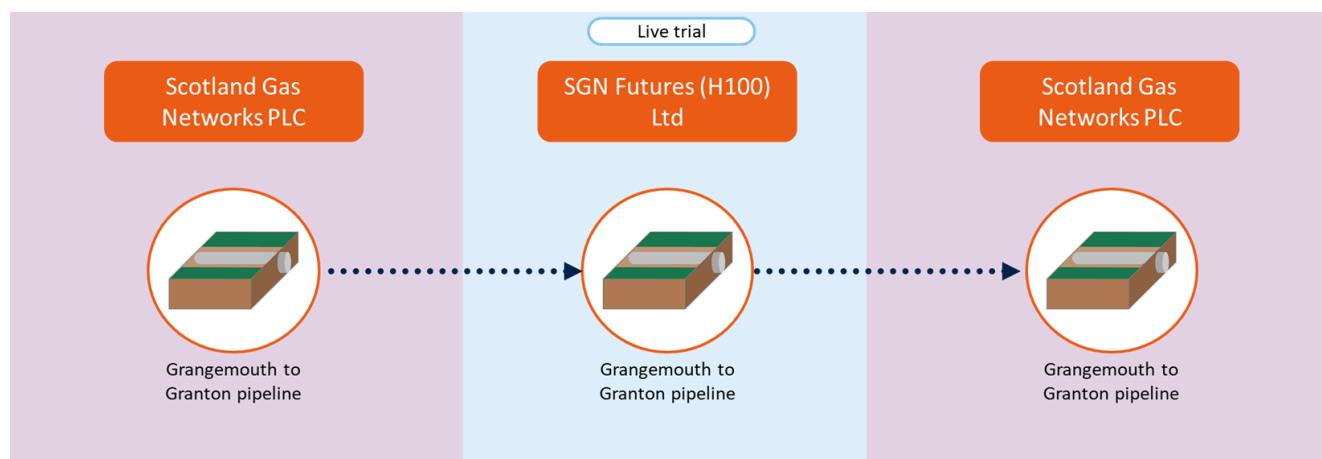 Live trial
Scotland Gas
Networks PLC
SGN Futures (H100)
Ltd
Scotland Gas
Networks PLC
Grangemouth to
Granton pipeline
Grangemouth to
Granton pipeline
Grangemouth to
Granton pipeline